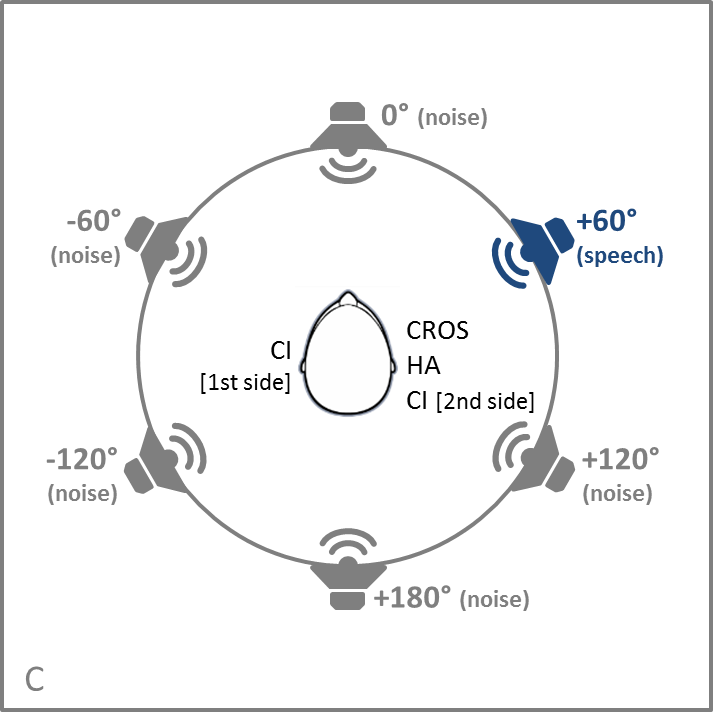 0° (noise)
-60°
(noise)
+60°
(speech)
CI
[1st side]
CROS
HA
CI [2nd side]
-120°
(noise)
+120°
(noise)
+180° (noise)
C